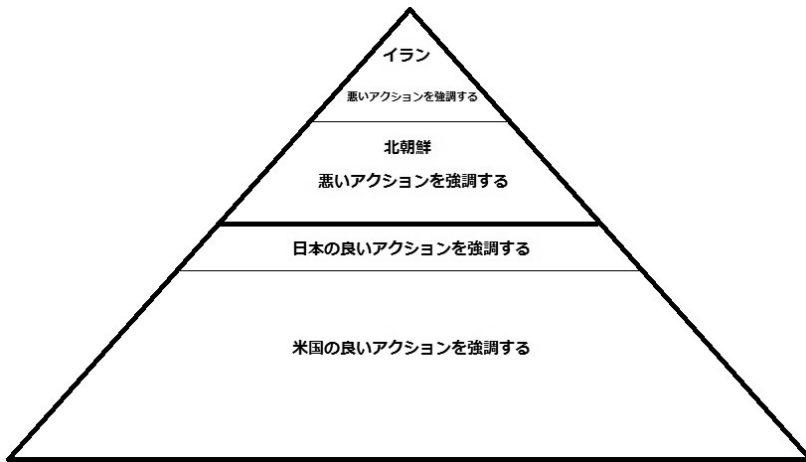 イラン
悪いアクションを強調する
北朝鮮
悪いアクションを強調する
日本の良いアクションを強調する
米国の良いアクションを強調する